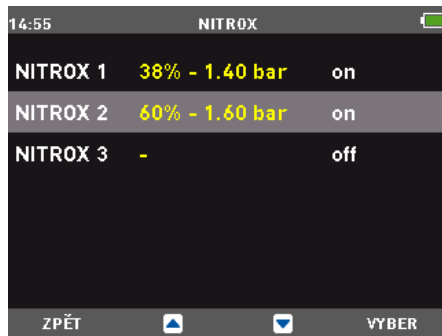 14:55 NITROX
NITROX 1 38% - 1.40 bar on
NITROX 2 60% - 1.60 bar on
NITROX 3 - off
ZPĚT VYBER